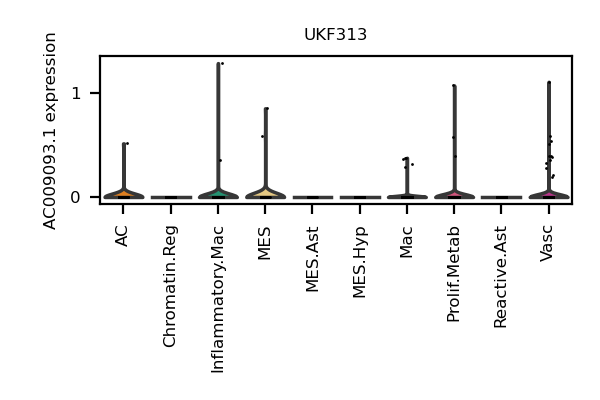 UKF313
AC009093.1 expression
1
0
AC
Chromatin.Reg
Inflammatory.Mac
MES
MES.Ast
MES.Hyp
Mac
Prolif.Metab
Reactive.Ast
Vasc